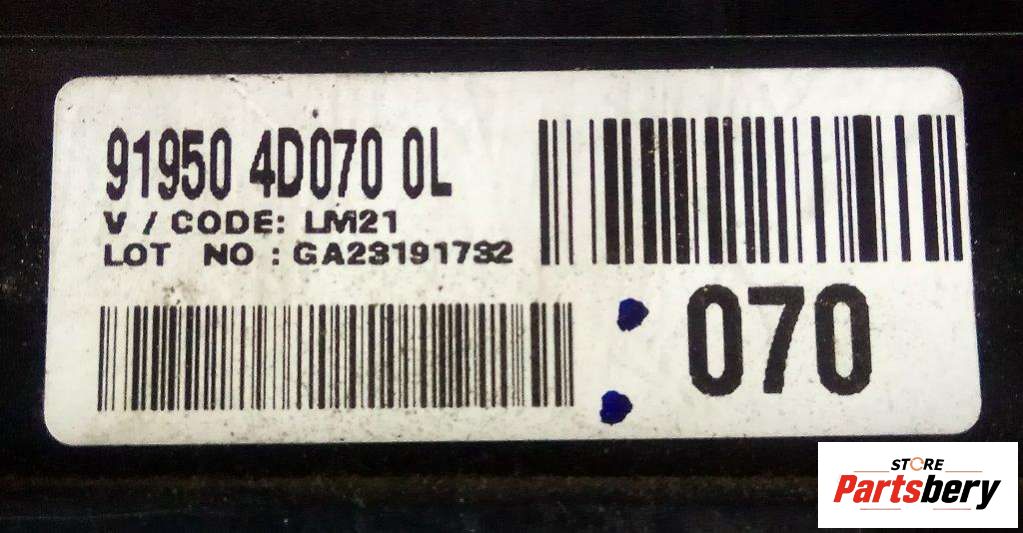 91950 4D070 0L
V / CODE: LM21
LOT NO : GA23191732
070
STORE
Partsbery